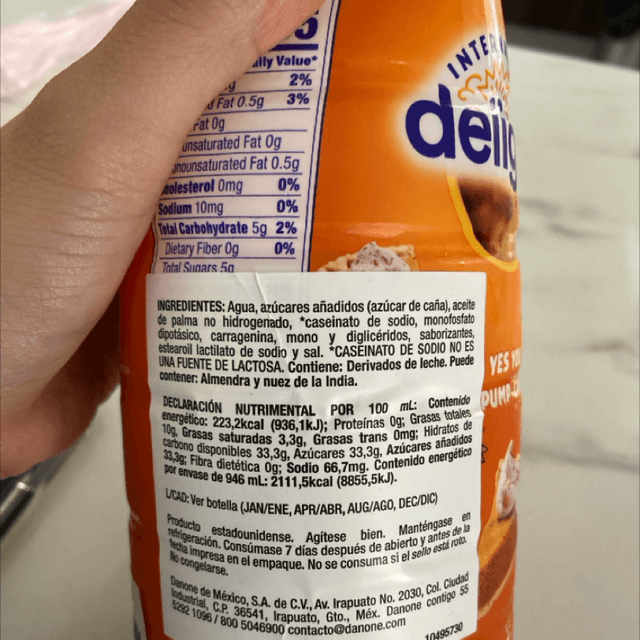 5
ily Value*
2%
d Fat 0.5g 3%
Fat 0g
unsaturated Fat 0g
onounsaturated Fat 0.5g
holesterol 0mg 0%
Sodium 10mg 0%
Total Carbohydrate 5g 2%
Dietary Fiber 0g 0%
Total Sugars 5g
INTER
delig
YES YO
PUMP
INGREDIENTES: Agua, azúcares añadidos (azúcar de caña), aceite
de palma no hidrogenado, *caseinato de sodio, monofosfato
dipotásico, carragenina, mono y diglicéridos, saborizantes,
estearoil lactilato de sodio y sal. *CASEINATO DE SODIO NO ES
UNA FUENTE DE LACTOSA. Contiene: Derivados de leche. Puede
contener: Almendra y nuez de la India.
DECLARACIÓN NUTRIMENTAL POR 100 mL: Contenido
energético: 223,2kcal (936,1kJ); Proteínas 0g; Grasas totales
10g, Grasas saturadas 3,3g, Grasas trans 0mg; Hidratos de
carbono disponibles 33,3g, Azúcares 33,3g, Azúcares añadidos
33,3g; Fibra dietética 0g; Sodio 66,7mg. Contenido energético
por envase de 946 mL: 2111,5kcal (8855,5kJ).
L/CAD: Ver botella (JAN/ENE, APR/ABR, AUG/AGO, DEC/DIC)
Producto estadounidense. Agítese bien. Manténgase en
refrigeración. Consúmase 7 días después de abierto y antes de la
fecha impresa en el empaque. No se consuma si el sello está roto.
No congelarse.
Danone de México, S.A. de C.V., Av. Irapuato No. 2030, Col. Ciudad
Industrial, C.P. 36541, Irapuato, Gto., Méx. Danone contigo 55
5292 1096 / 800 5046900 contacto@danone.com
10495730